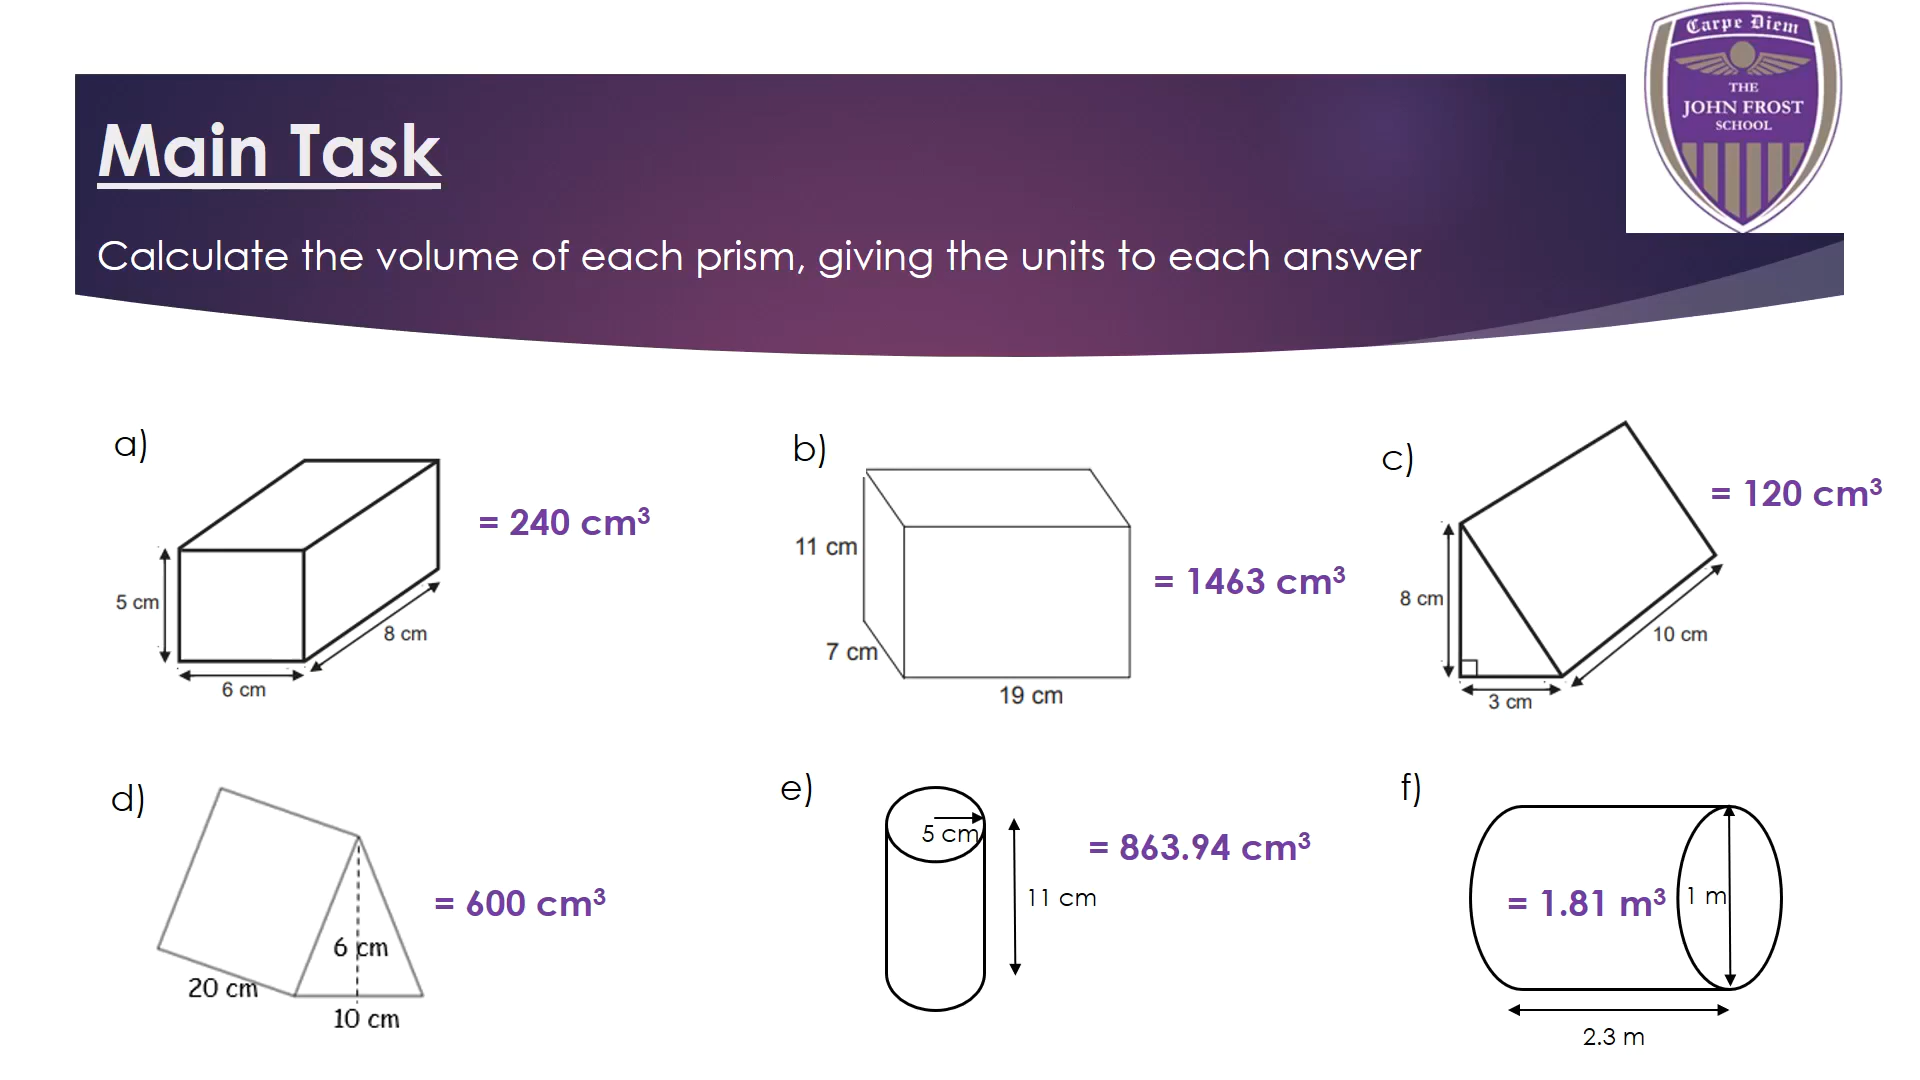 Carpe Diem
THE
JOHN FROST
SCHOOL
Main Task
Calculate the volume of each prism, giving the units to each answer
a)
5 cm
6 cm
8 cm
= 240 cm³
b)
11 cm
7 cm
19 cm
= 1463 cm³
c)
8 cm
3 cm
10 cm
= 120 cm³
d)
20 cm
6 cm
10 cm
= 600 cm³
e)
5 cm
11 cm
= 863.94 cm³
f)
= 1.81 m³
1 m
2.3 m